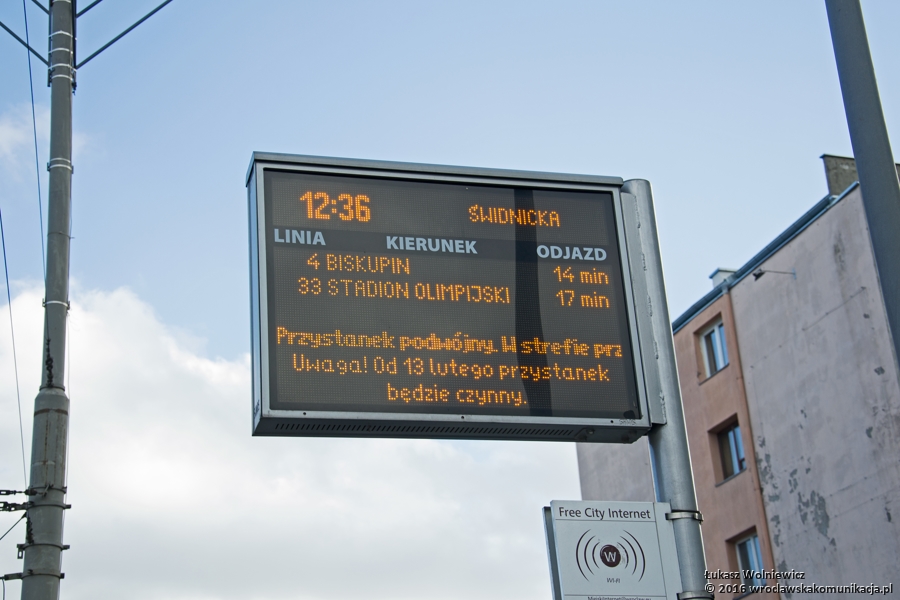 12:36 ŚWIDNICKA
LINIA KIERUNEK ODJAZD
4 BISKUPIN 14 min
33 STADION OLIMPIJSKI 17 min
Przystanek podwójny. W strefie prz
Uwaga! Od 13 lutego przystanek
będzie czynny.
Free City Internet
W
Wi-Fi
Łukasz Wolniewicz
© 2016 wroclawskakomunikacja.pl